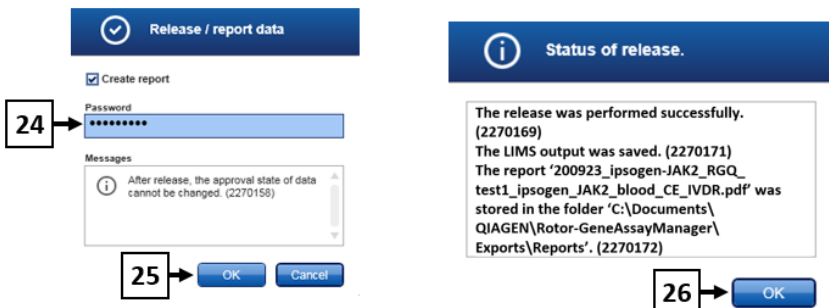 Release / report data
Create report
Password
24
•••••••••
Messages
After release, the approval state of data
cannot be changed. (2270158)
25
OK
Cancel
Status of release.
The release was performed successfully.
(2270169)
The LIMS output was saved. (2270171)
The report ‘200923_ipsogen-JAK2_RGQ_
test1_ipsogen_JAK2_blood_CE_IVDR.pdf’ was
stored in the folder ‘C:\Documents\
QIAGEN\Rotor-GeneAssayManager\
Exports\Reports’. (2270172)
26
OK